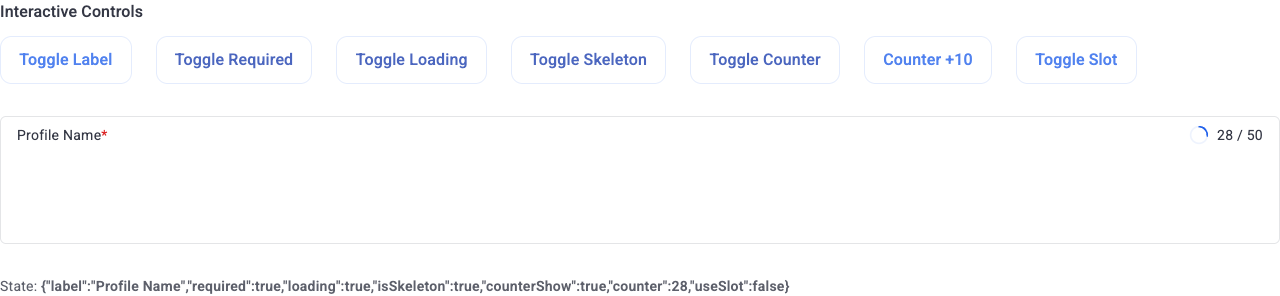 Interactive Controls
Toggle Label Toggle Required Toggle Loading Toggle Skeleton Toggle Counter Counter +10 Toggle Slot
Profile Name* 28 / 50
State: {"label":"Profile Name","required":true,"loading":true,"isSkeleton":true,"counterShow":true,"counter":28,"useSlot":false}